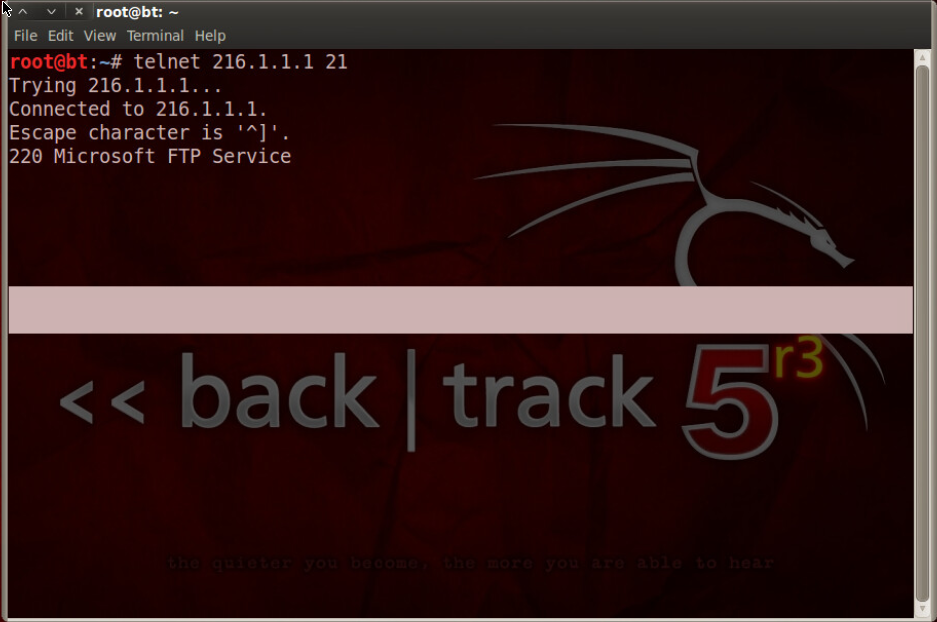 root@bt: ~
File Edit View Terminal Help
root@bt:~# telnet 216.1.1.1 21
Trying 216.1.1.1...
Connected to 216.1.1.1.
Escape character is '^]'.
220 Microsoft FTP Service
<< back | track 5 r3
the quieter you become, the more you are able to hear